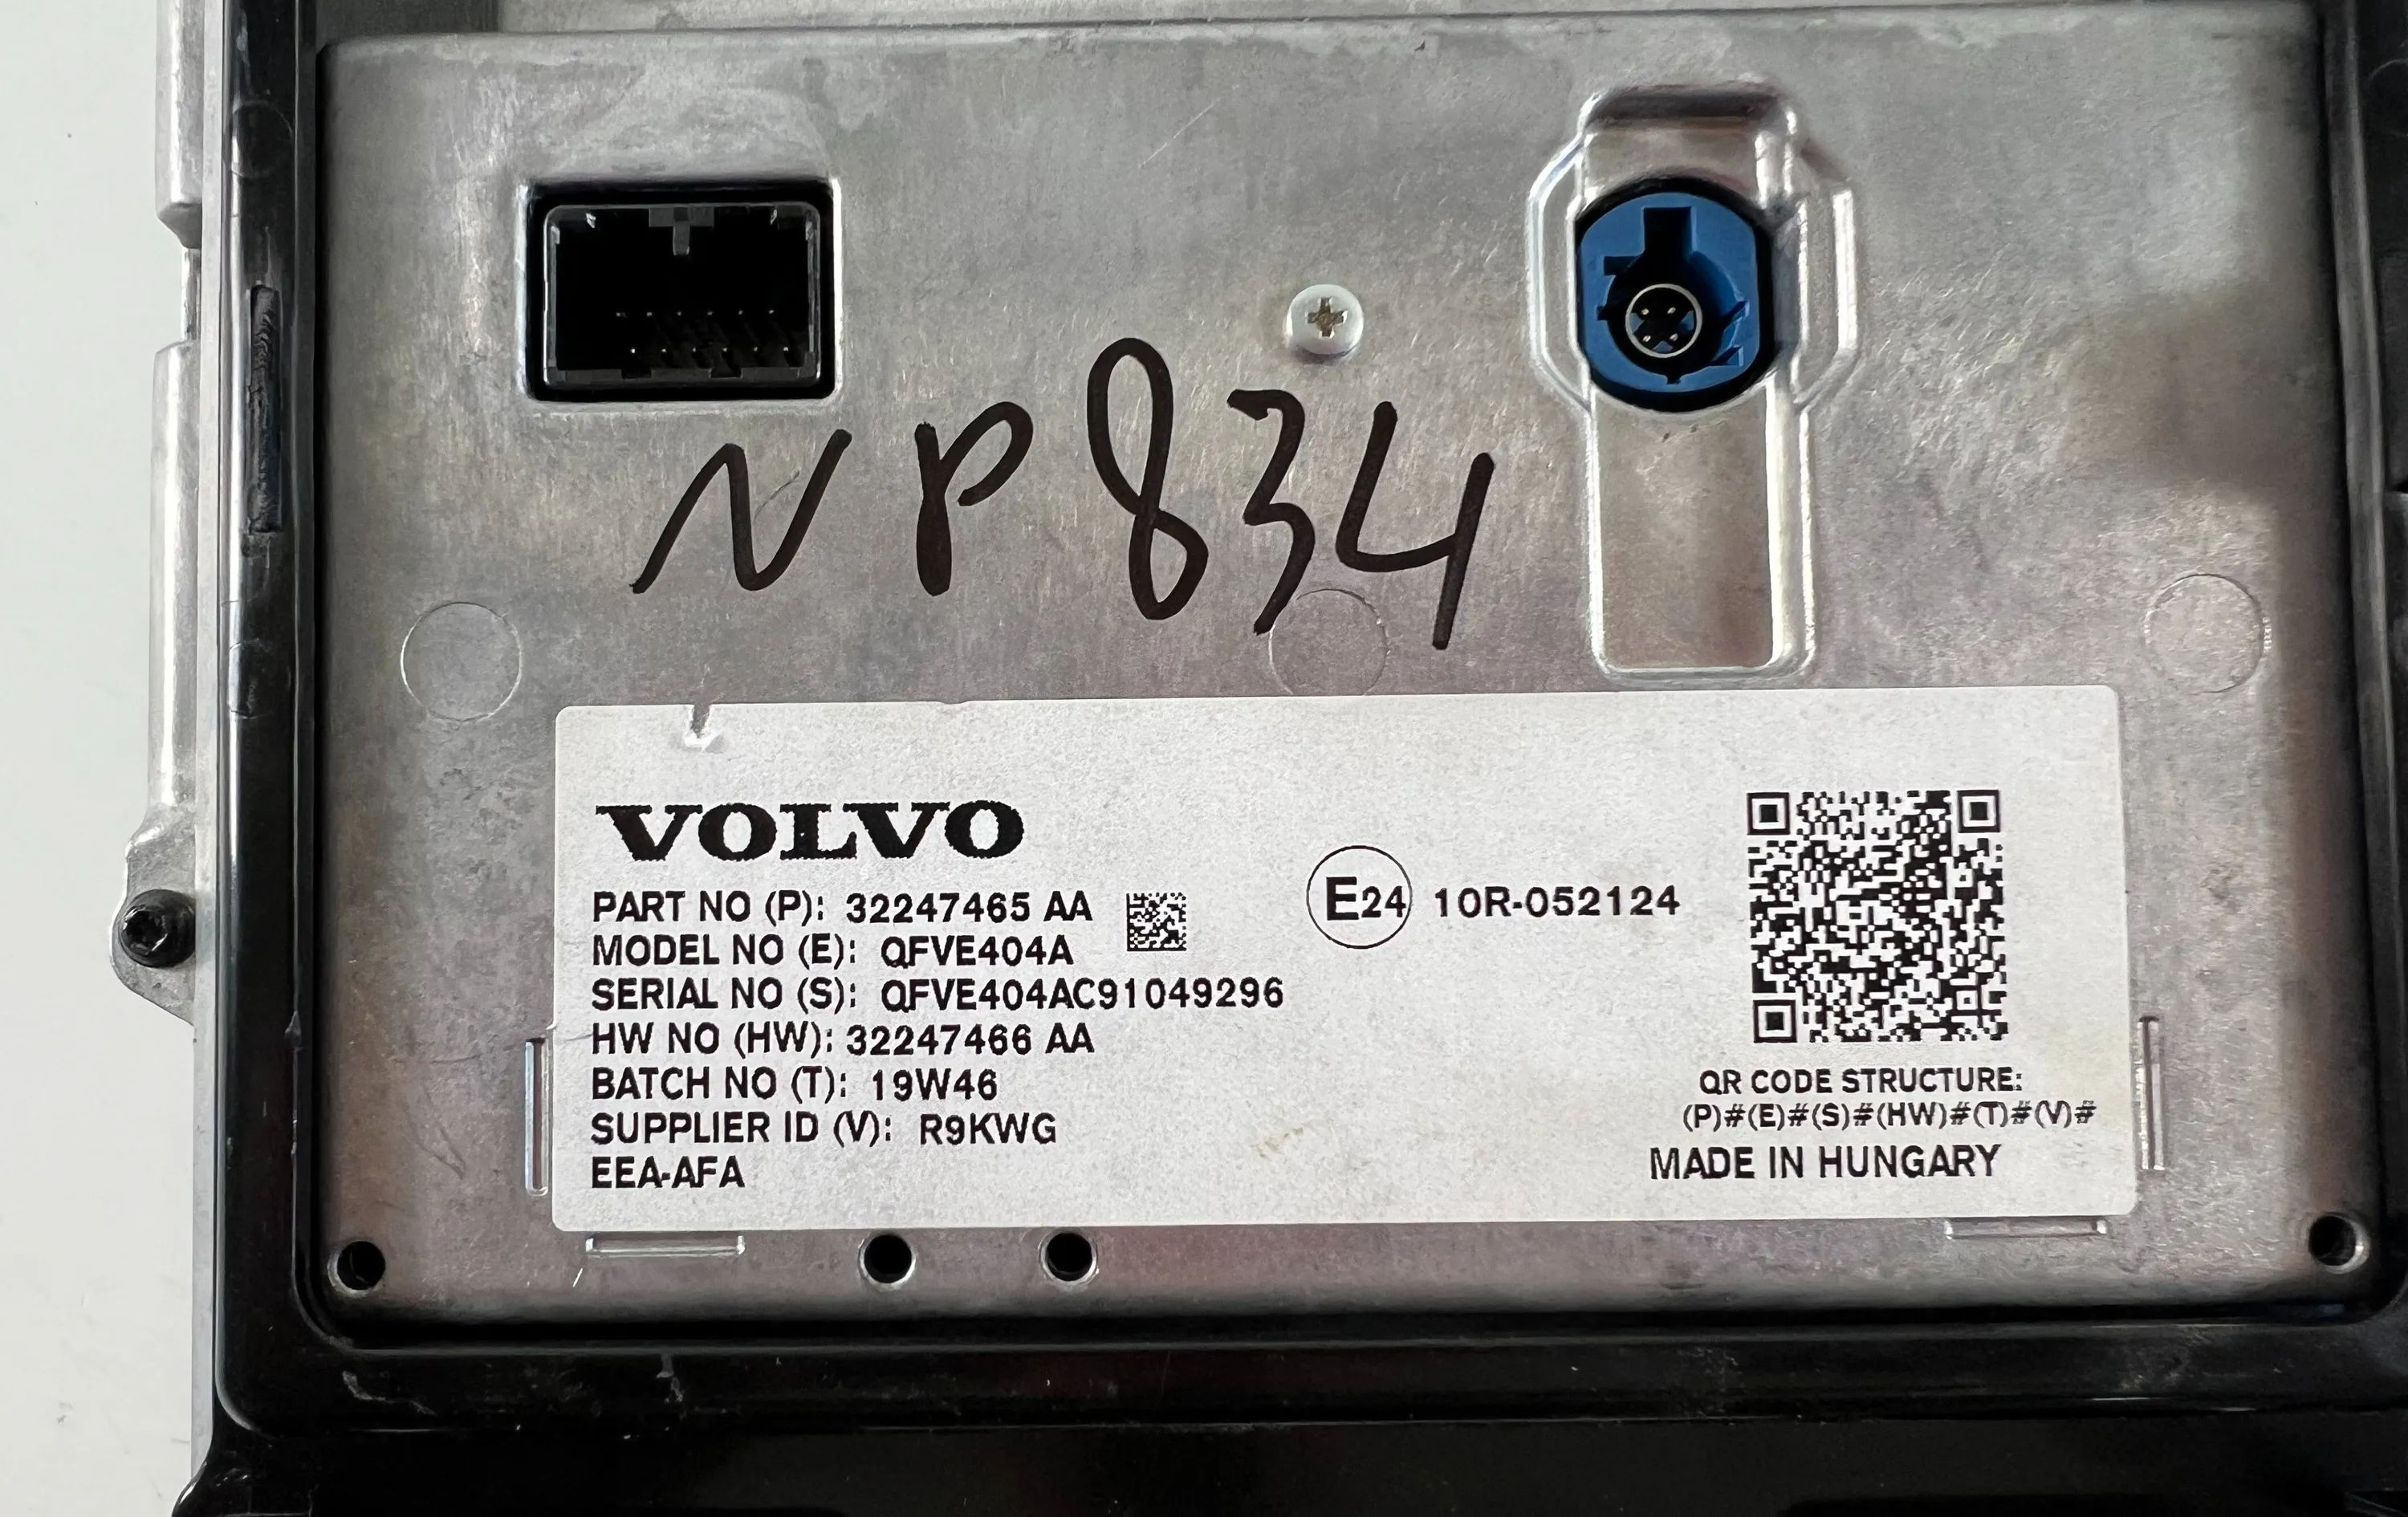 NP834
VOLVO
PART NO (P): 32247465 AA
MODEL NO (E): QFVE404A
SERIAL NO (S): QFVE404AC91049296
HW NO (HW): 32247466 AA
BATCH NO (T): 19W46
SUPPLIER ID (V): R9KWG
EEA-AFA
E24 10R-052124
QR CODE STRUCTURE:
(P)#(E)#(S)#(HW)#(T)#(V)#
MADE IN HUNGARY